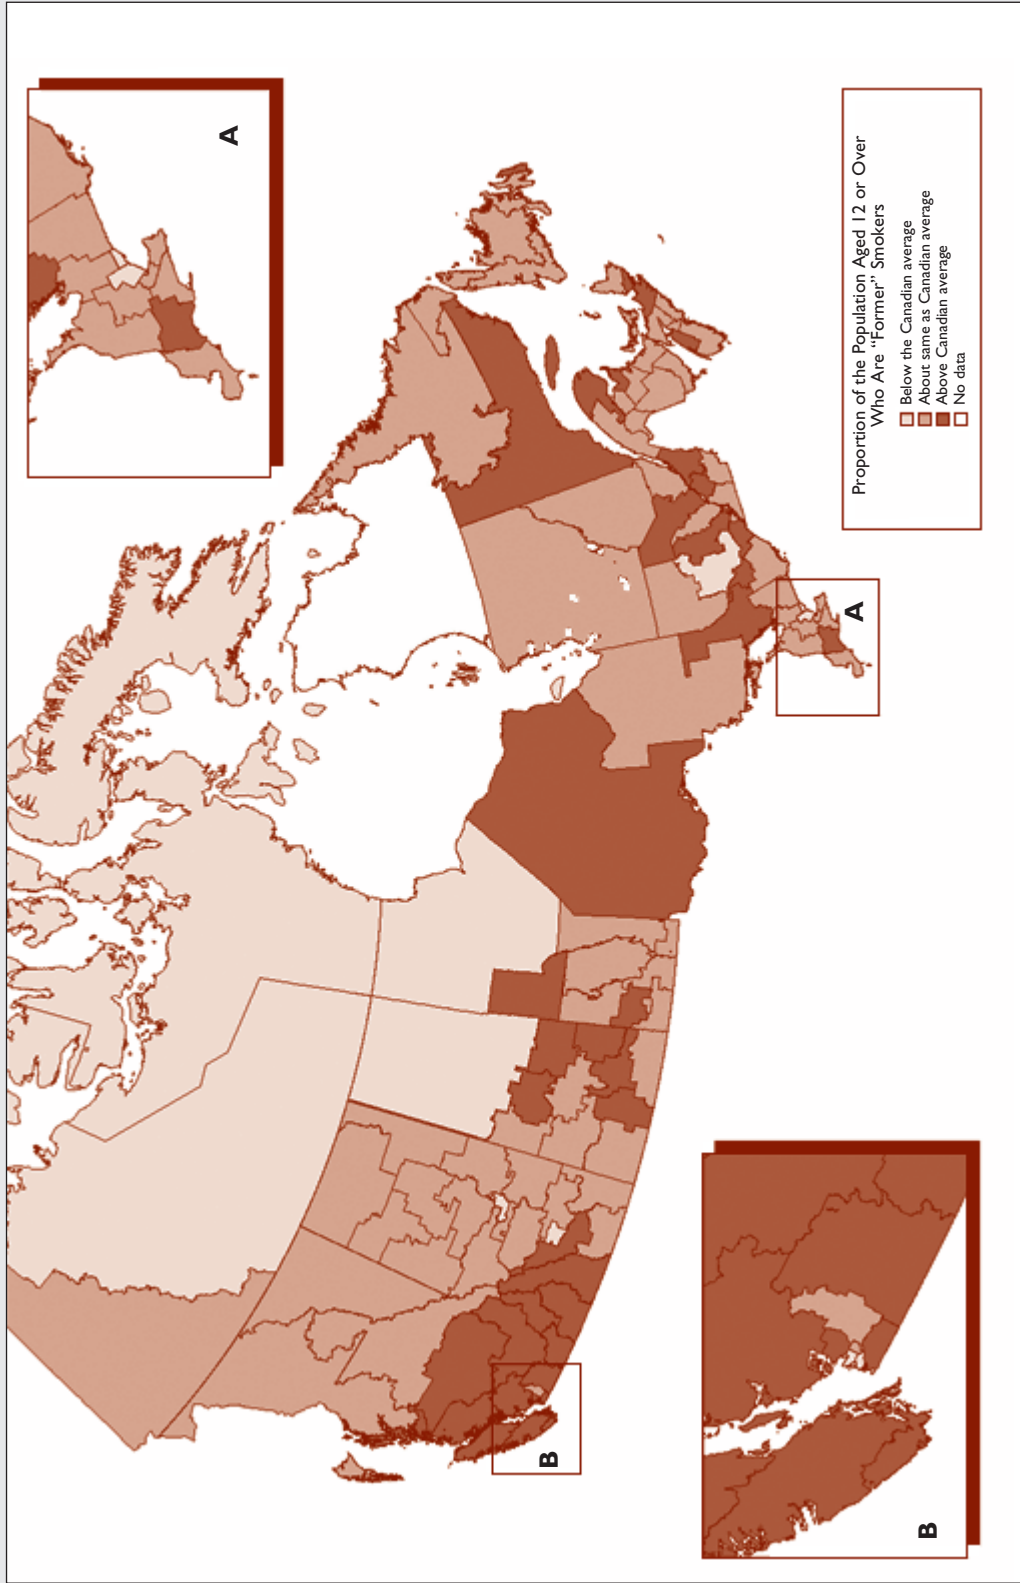 A
Proportion of the Population Aged 12 or Over
Who Are “Former” Smokers
Below the Canadian average
About same as Canadian average
Above Canadian average
No data
A
B
B